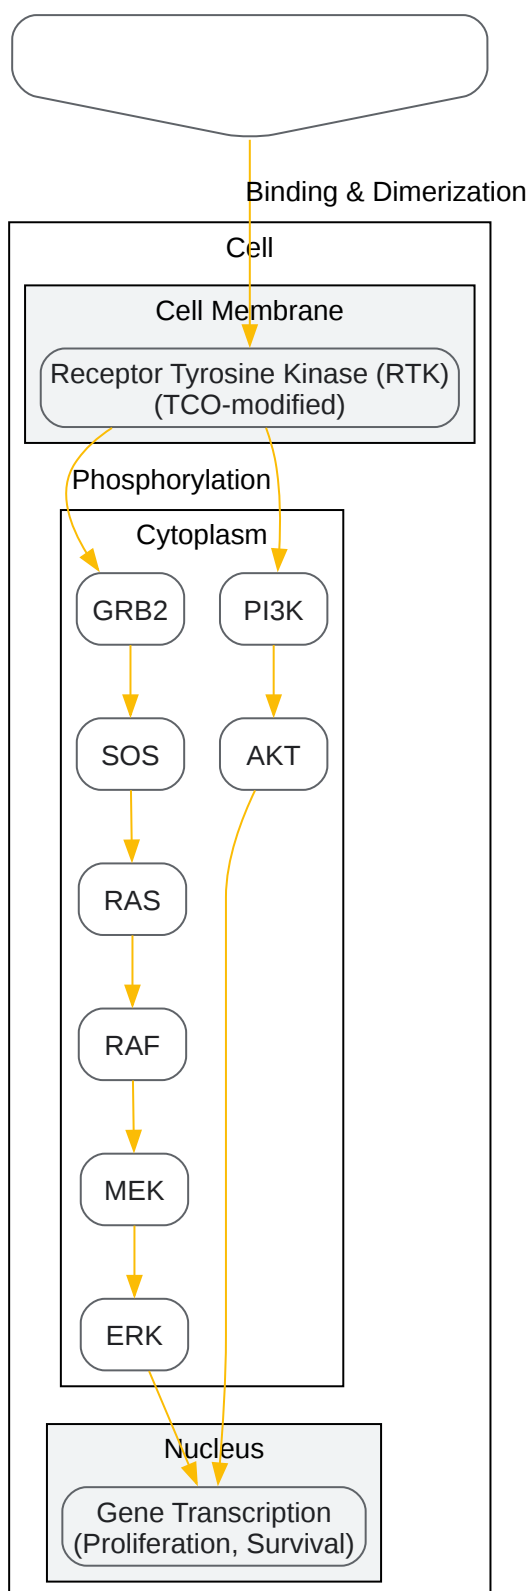 Binding & Dimerization
Cell
Cell Membrane
Receptor Tyrosine Kinase (RTK)
(TCO-modified)
Phosphorylation
Cytoplasm
GRB2
PI3K
SOS
AKT
RAS
RAF
MEK
ERK
Nucleus
Gene Transcription
(Proliferation, Survival)